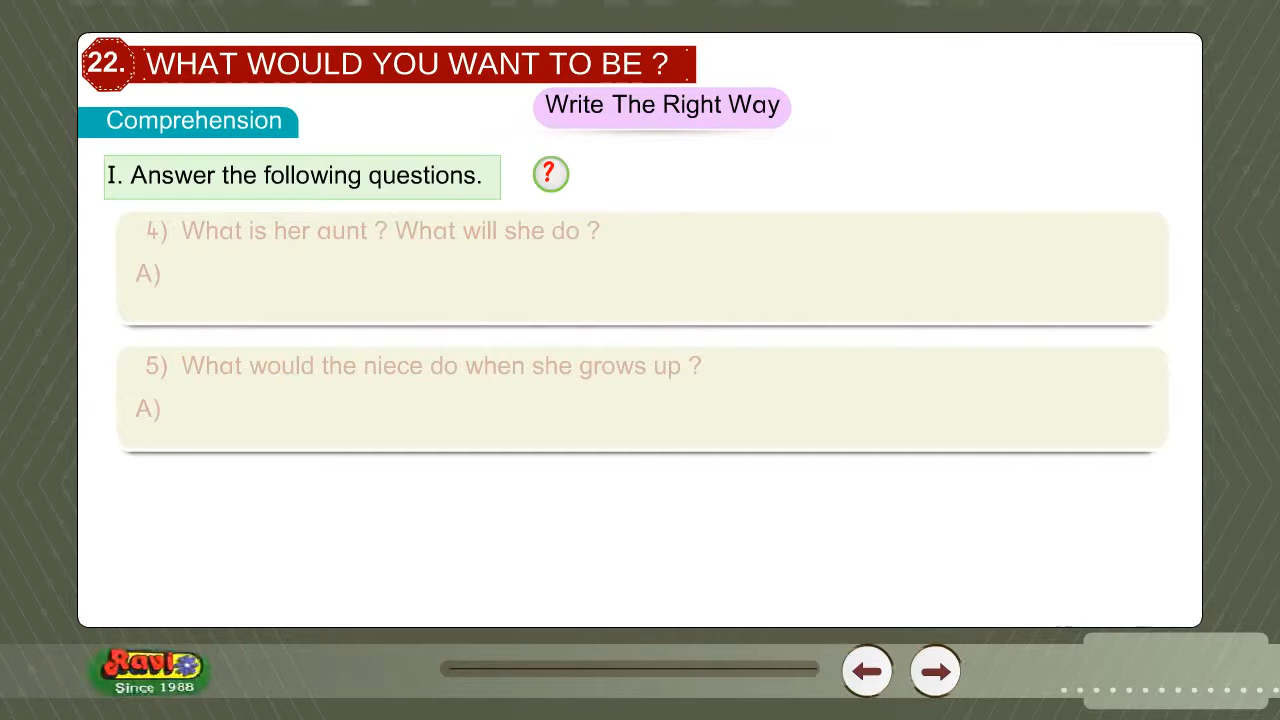 22. WHAT WOULD YOU WANT TO BE ?
Write The Right Way
Comprehension
I. Answer the following questions.
?
4) What is her aunt ? What will she do ?
A)
5) What would the niece do when she grows up ?
A)
Ravi
Since 1988